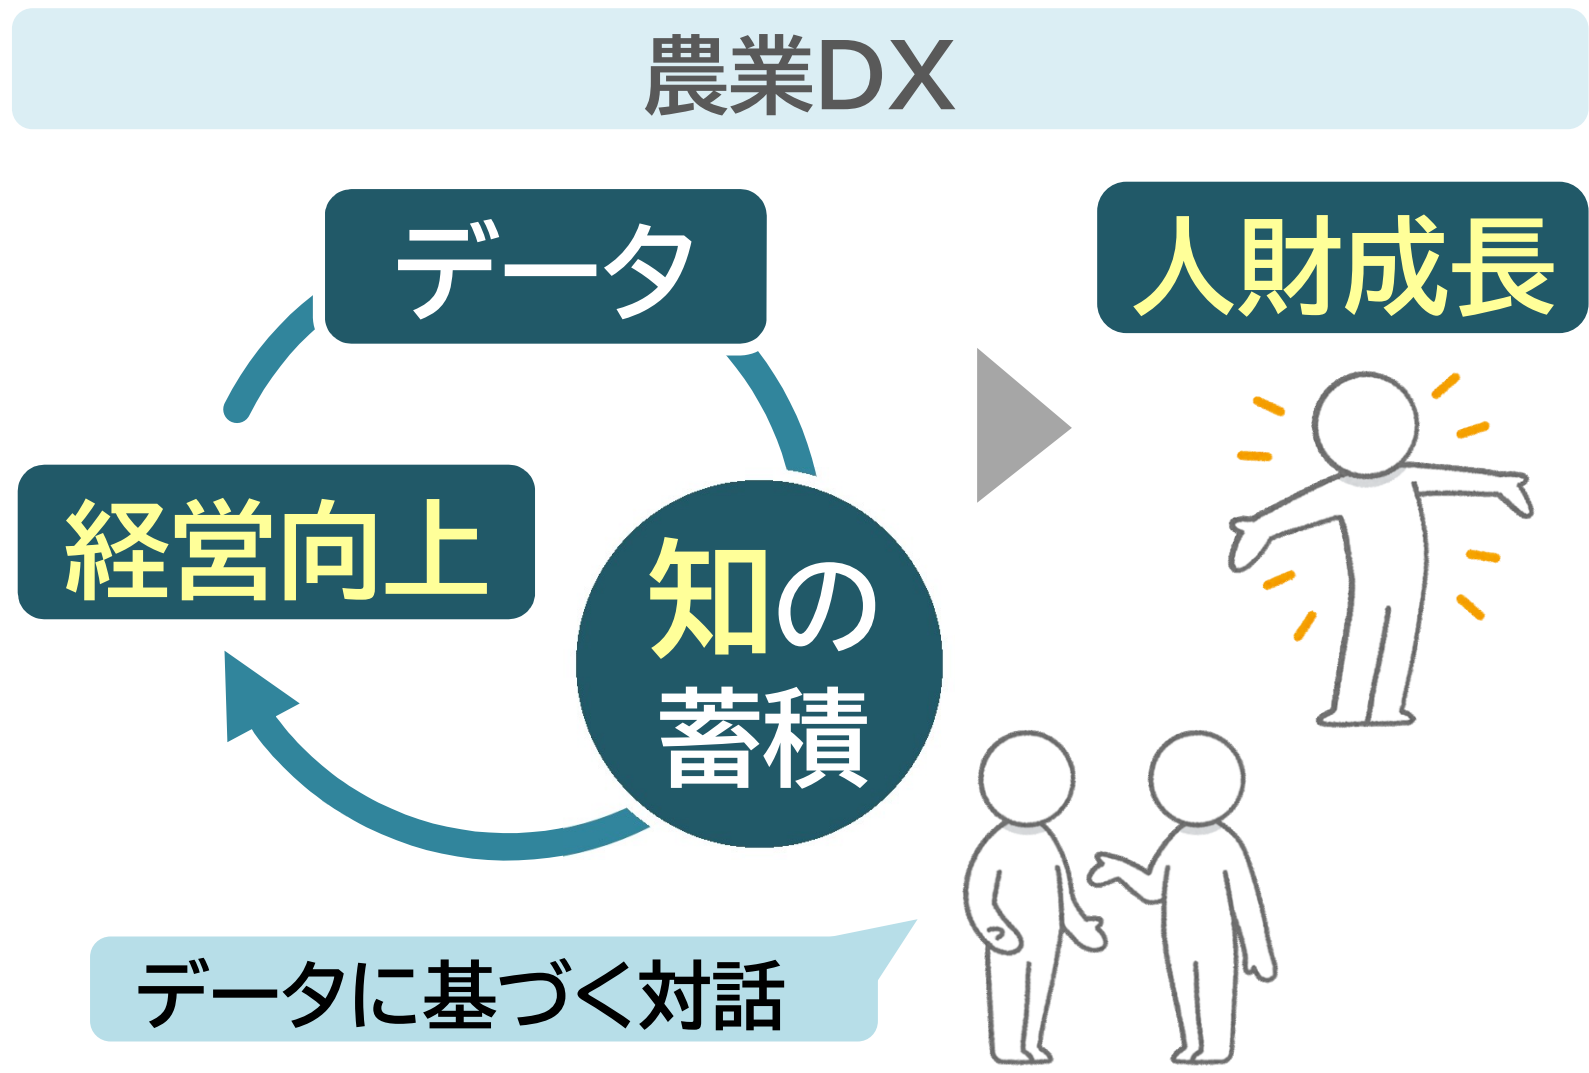 農業DX
データ
人財成長
経営向上
知の
蓄積
データに基づく対話